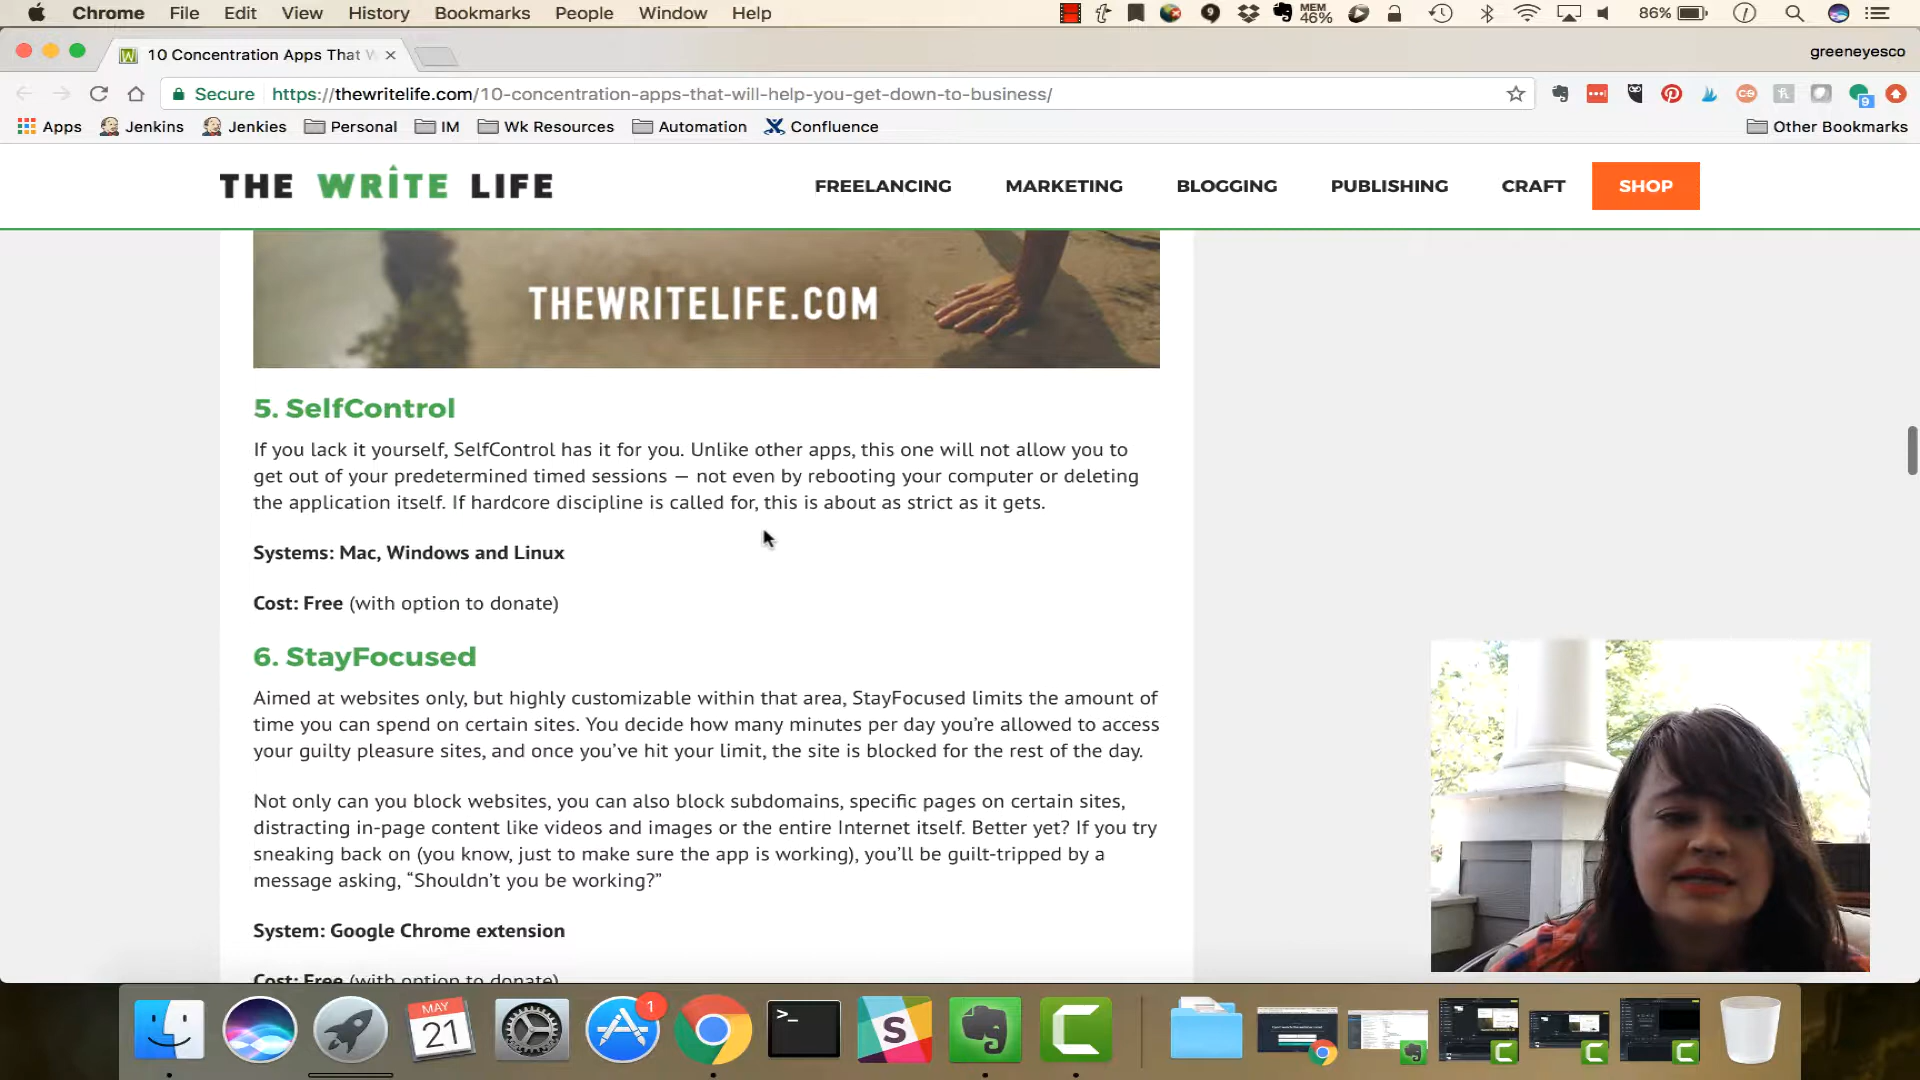 Chrome File Edit View History Bookmarks People Window Help MEM 46% 86%
10 Concentration Apps That W greeneyesco
Secure https://thewritelife.com/10-concentration-apps-that-will-help-you-get-down-to-business/
Apps Jenkins Jenkies Personal IM Wk Resources Automation Confluence Other Bookmarks
THE WRITE LIFE FREELANCING MARKETING BLOGGING PUBLISHING CRAFT SHOP
THEWRITELIFE.COM
5. SelfControl
If you lack it yourself, SelfControl has it for you. Unlike other apps, this one will not allow you to
get out of your predetermined timed sessions — not even by rebooting your computer or deleting
the application itself. If hardcore discipline is called for, this is about as strict as it gets.
Systems: Mac, Windows and Linux
Cost: Free (with option to donate)
6. StayFocused
Aimed at websites only, but highly customizable within that area, StayFocused limits the amount of
time you can spend on certain sites. You decide how many minutes per day you’re allowed to access
your guilty pleasure sites, and once you’ve hit your limit, the site is blocked for the rest of the day.
Not only can you block websites, you can also block subdomains, specific pages on certain sites,
distracting in-page content like videos and images or the entire Internet itself. Better yet? If you try
sneaking back on (you know, just to make sure the app is working), you’ll be guilt-tripped by a
message asking, “Shouldn’t you be working?”
System: Google Chrome extension
Cost: Free (with option to donate)
MAY
21
1